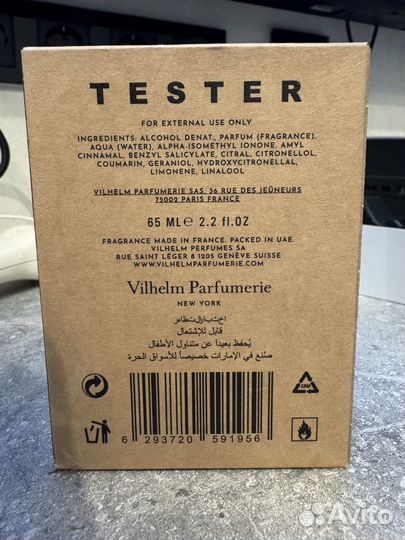 TESTER
FOR EXTERNAL USE ONLY
INGREDIENTS: ALCOHOL DENAT., PARFUM (FRAGRANCE),
AQUA (WATER), ALPHA-ISOMETHYL IONONE, AMYL
CINNAMAL, BENZYL SALICYLATE, CITRAL, CITRONELLOL,
COUMARIN, GERANIOL, HYDROXYCITRONELLAL,
LIMONENE, LINALOOL
VILHELM PARFUMERIE SAS, 36 RUE DES JEÛNEURS
75002 PARIS FRANCE
65 ML℮ 2.2 fl.OZ
FRAGRANCE MADE IN FRANCE. PACKED IN UAE.
VILHELM PERFUMES SA
RUE SAINT LÉGER 8 1205 GENÈVE SUISSE
WWW.VILHELMPARFUMERIE.COM
Vilhelm Parfumerie
NEW YORK
قابل للإشتعال
يُحفظ بعيداً عن متناول الأطفال
صنع في الإمارات خصيصاً للأسواق الحرة
6 293720 591956
Avito